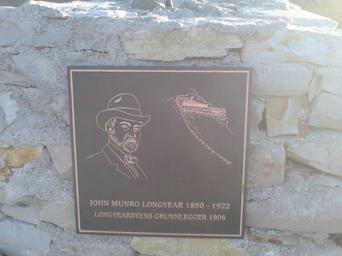 JOHN MUNRO LONGYEAR 1850 - 1922
LONGYEARBYENS GRUNNLEGGER 1906